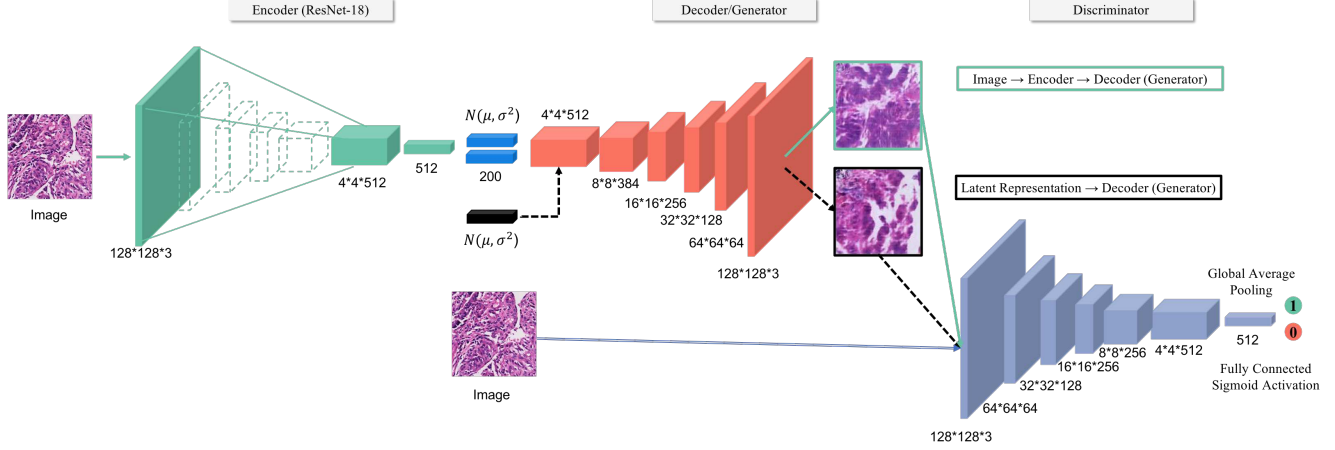 Encoder (ResNet-18)
Decoder/Generator
Discriminator
Image → Encoder → Decoder (Generator)
Latent Representation → Decoder (Generator)
Image
128*128*3
4*4*512
512
N(μ, σ²)
200
N(μ, σ²)
4*4*512
8*8*384
16*16*256
32*32*128
64*64*64
128*128*3
Image
128*128*3
64*64*64
32*32*128
16*16*256
8*8*256
4*4*512
512
Global Average
Pooling
1
0
Fully Connected
Sigmoid Activation